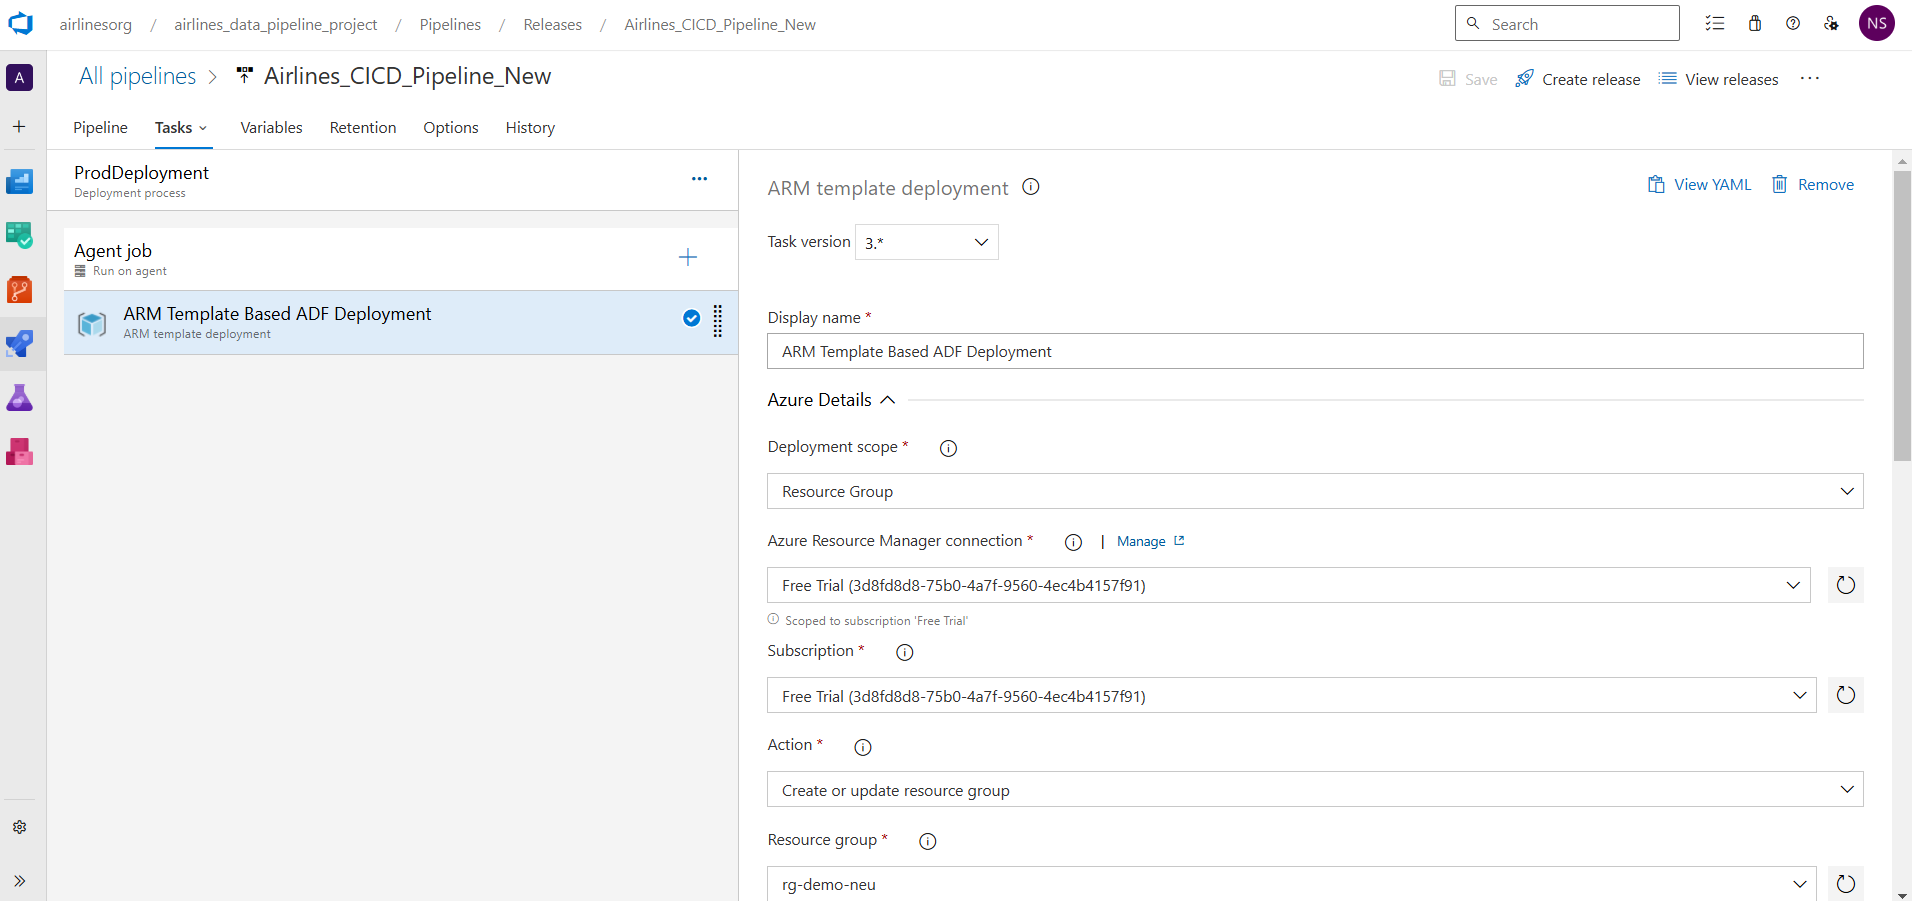 airlinesorg / airlines_data_pipeline_project / Pipelines / Releases / Airlines_CICD_Pipeline_New
Search
NS
A
All pipelines > Airlines_CICD_Pipeline_New
Save
Create release
View releases
Pipeline
Tasks
Variables
Retention
Options
History
ProdDeployment
Deployment process
Agent job
Run on agent
ARM Template Based ADF Deployment
ARM template deployment
ARM template deployment
View YAML
Remove
Task version
3.*
Display name *
ARM Template Based ADF Deployment
Azure Details
Deployment scope *
Resource Group
Azure Resource Manager connection * | Manage
Free Trial (3d8fd8d8-75b0-4a7f-9560-4ec4b4157f91)
Scoped to subscription 'Free Trial'
Subscription *
Free Trial (3d8fd8d8-75b0-4a7f-9560-4ec4b4157f91)
Action *
Create or update resource group
Resource group *
rg-demo-neu